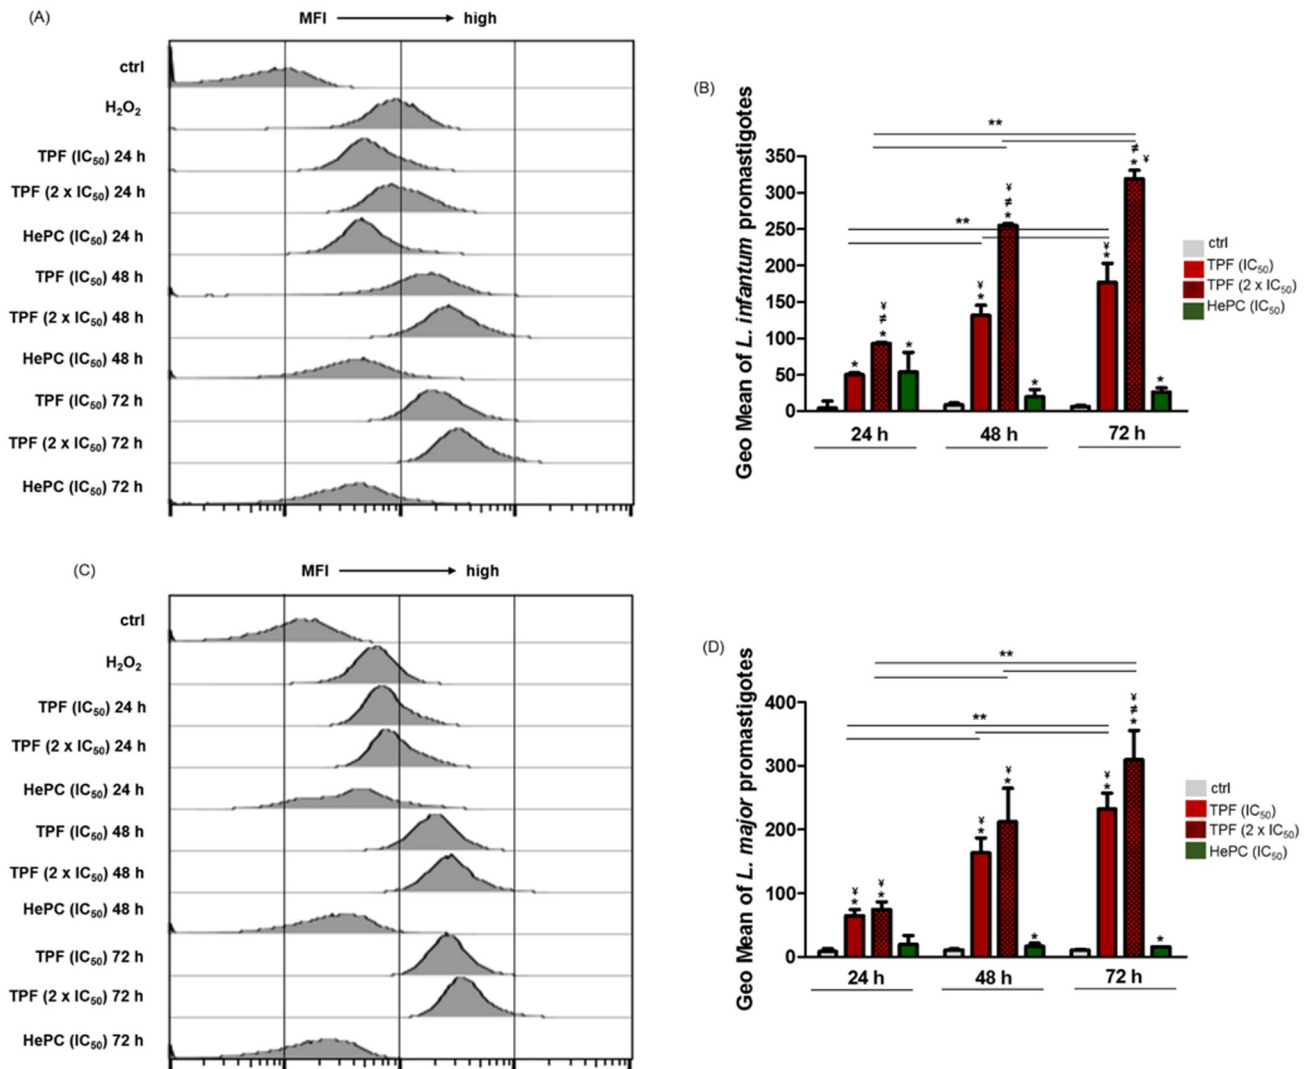 (A)
MFI high
ctrl
H₂O₂
TPF (IC₅₀) 24 h
TPF (2 x IC₅₀) 24 h
HePC (IC₅₀) 24 h
TPF (IC₅₀) 48 h
TPF (2 x IC₅₀) 48 h
HePC (IC₅₀) 48 h
TPF (IC₅₀) 72 h
TPF (2 x IC₅₀) 72 h
HePC (IC₅₀) 72 h
(B)
Geo Mean of L. infantum promastigotes
**
**
350
300
250
200
150
100
50
0
*
¥
≠
*
*
¥
*
¥
≠
*
*
¥
*
≠
* ¥
*
24 h 48 h 72 h
ctrl
TPF (IC₅₀)
TPF (2 x IC₅₀)
HePC (IC₅₀)
(C)
MFI high
ctrl
H₂O₂
TPF (IC₅₀) 24 h
TPF (2 x IC₅₀) 24 h
HePC (IC₅₀) 24 h
TPF (IC₅₀) 48 h
TPF (2 x IC₅₀) 48 h
HePC (IC₅₀) 48 h
TPF (IC₅₀) 72 h
TPF (2 x IC₅₀) 72 h
HePC (IC₅₀) 72 h
(D)
Geo Mean of L. major promastigotes
**
**
400
300
200
100
0
¥
*
¥
*
¥
*
¥
*
*
¥
*
¥
≠
*
*
24 h 48 h 72 h
ctrl
TPF (IC₅₀)
TPF (2 x IC₅₀)
HePC (IC₅₀)